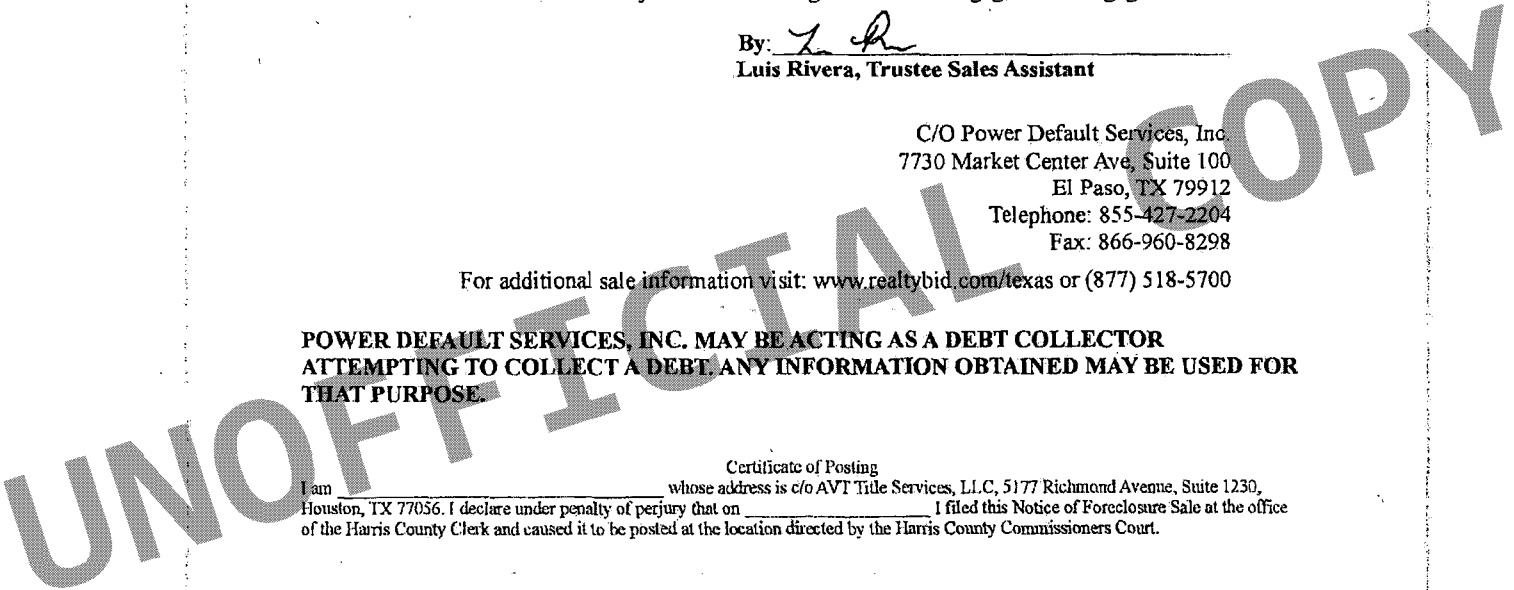 By:
Luis Rivera, Trustee Sales Assistant
C/O Power Default Services, Inc.
7730 Market Center Ave, Suite 100
El Paso, TX 79912
Telephone: 855-427-2204
Fax: 866-960-8298
For additional sale information visit: www.realtybid.com/texas or (877) 518-5700
POWER DEFAULT SERVICES, INC. MAY BE ACTING AS A DEBT COLLECTOR
ATTEMPTING TO COLLECT A DEBT. ANY INFORMATION OBTAINED MAY BE USED FOR
THAT PURPOSE.
Certificate of Posting
I am ______________________ whose address is c/o AVT Title Services, LLC, 5177 Richmond Avenue, Suite 1230,
Houston, TX 77056. I declare under penalty of perjury that on ______________________ I filed this Notice of Foreclosure Sale at the office
of the Harris County Clerk and caused it to be posted at the location directed by the Harris County Commissioners Court.
UNOFFICIAL COPY